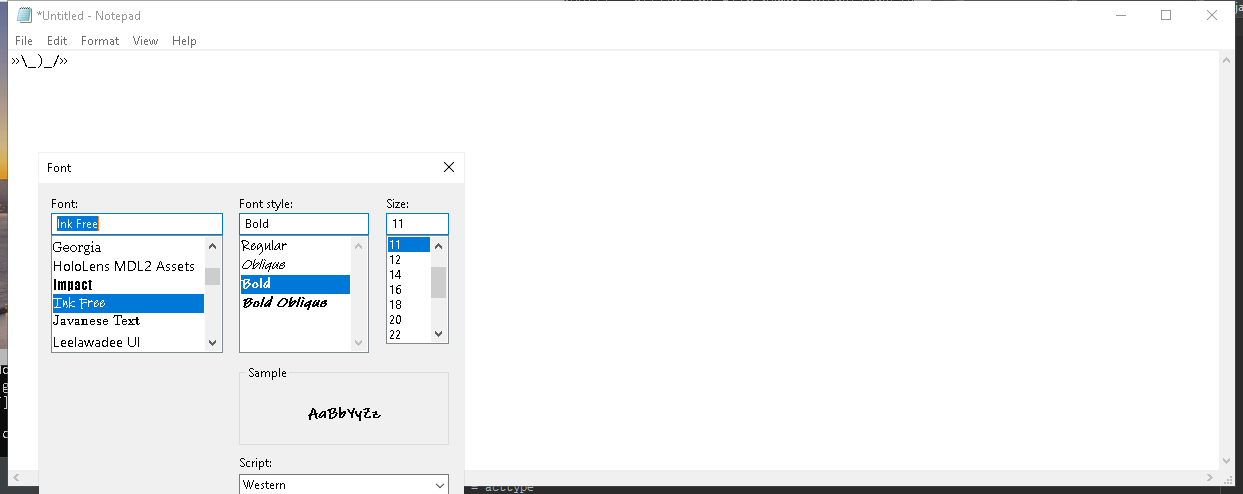 *Untitled - Notepad
File Edit Format View Help
»\_)_/»
Font
Font: Font style: Size:
Ink Free Bold 11
Georgia Regular 11
HoloLens MDL2 Assets Oblique 12
Impact Bold 14
Ink Free Bold Oblique 16
Javanese Text 18
Leelawadee UI 20
22
Sample
AaBbYyZz
Script:
Western
= acctype